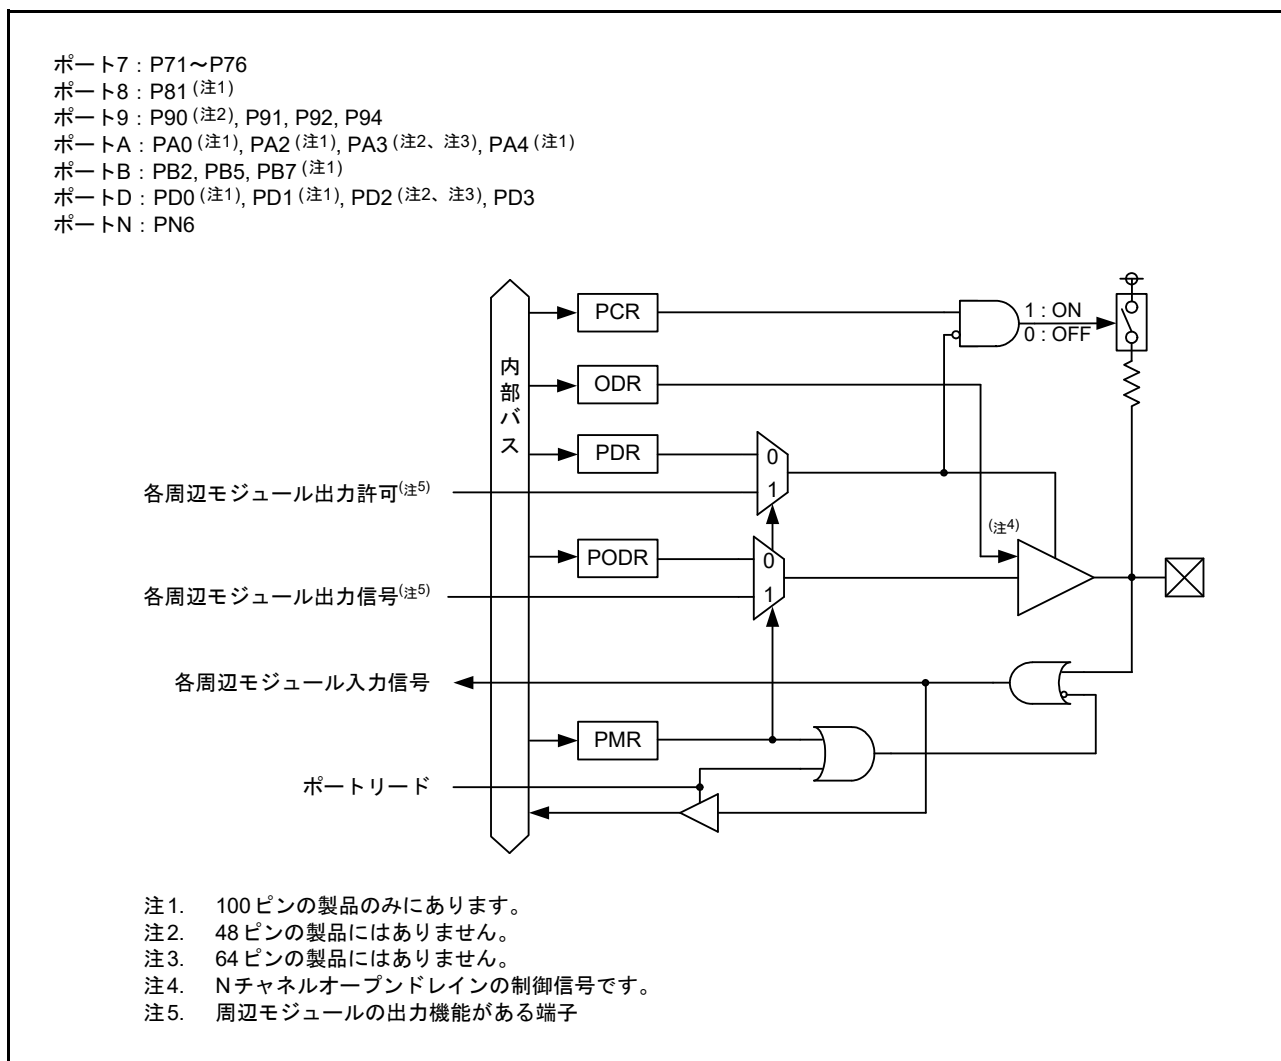 ポート7 : P71～P76
ポート8 : P81 (注1)
ポート9 : P90 (注2), P91, P92, P94
ポートA : PA0 (注1), PA2 (注1), PA3 (注2、注3), PA4 (注1)
ポートB : PB2, PB5, PB7 (注1)
ポートD : PD0 (注1), PD1 (注1), PD2 (注2、注3), PD3
ポートN : PN6
内部バス
PCR
1 : ON
0 : OFF
ODR
PDR
0
1
各周辺モジュール出力許可(注5)
(注4)
PODR
0
1
各周辺モジュール出力信号(注5)
各周辺モジュール入力信号
PMR
ポートリード
注1. 100ピンの製品のみにあります。
注2. 48ピンの製品にはありません。
注3. 64ピンの製品にはありません。
注4. Nチャネルオープンドレインの制御信号です。
注5. 周辺モジュールの出力機能がある端子